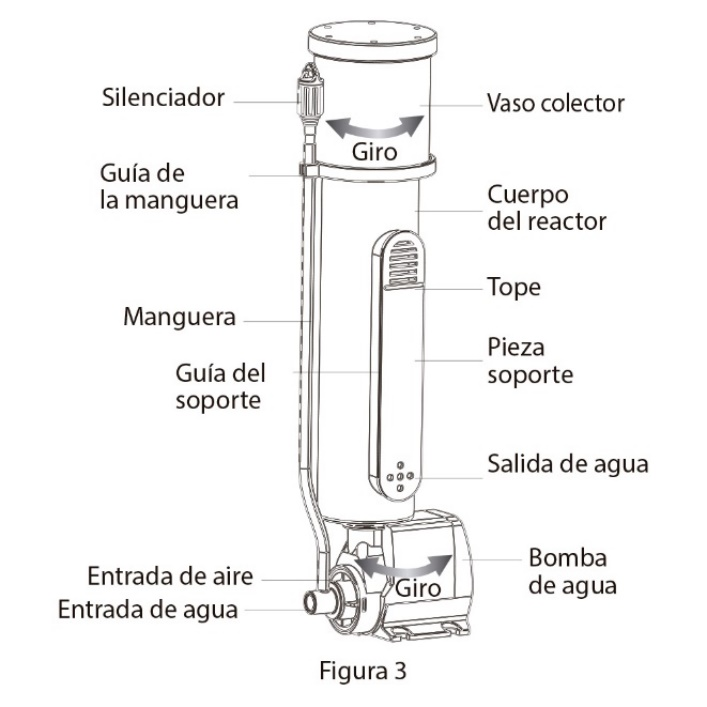 Silenciador
Vaso colector
Giro
Guía de
la manguera
Cuerpo
del reactor
Tope
Manguera
Pieza
soporte
Guía del
soporte
Salida de agua
Bomba
de agua
Entrada de aire
Giro
Entrada de agua
Figura 3